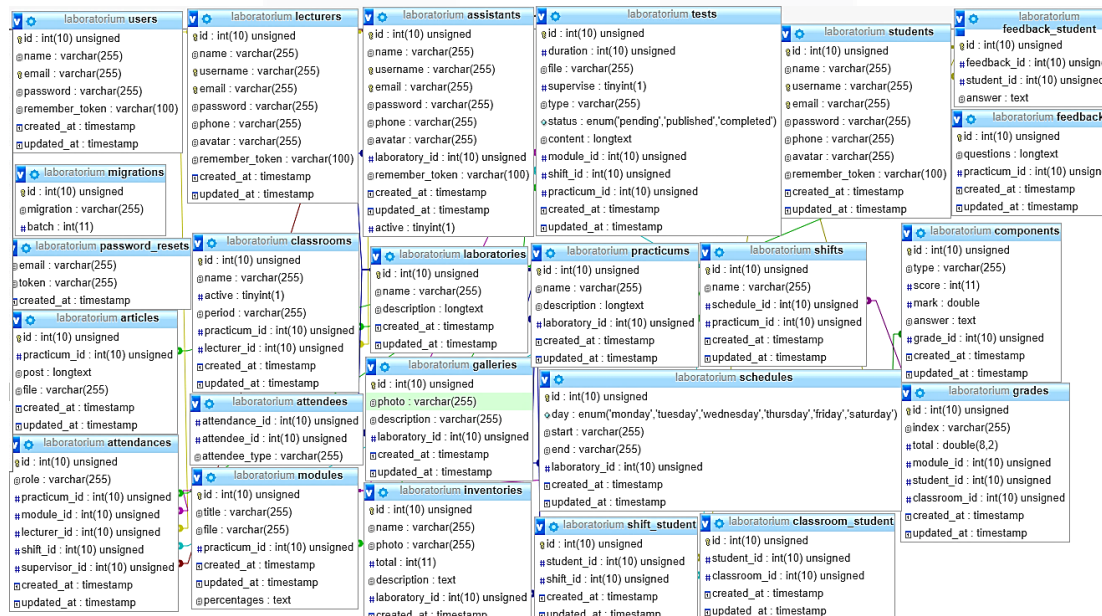 laboratorium users
id : int(10) unsigned
name : varchar(255)
email : varchar(255)
password : varchar(255)
remember_token : varchar(100)
created_at : timestamp
updated_at : timestamp
laboratorium lecturers
id : int(10) unsigned
name : varchar(255)
username : varchar(255)
email : varchar(255)
password : varchar(255)
phone : varchar(255)
avatar : varchar(255)
remember_token : varchar(100)
created_at : timestamp
updated_at : timestamp
laboratorium assistants
id : int(10) unsigned
name : varchar(255)
username : varchar(255)
email : varchar(255)
password : varchar(255)
phone : varchar(255)
avatar : varchar(255)
laboratory_id : int(10) unsigned
remember_token : varchar(100)
created_at : timestamp
updated_at : timestamp
active : tinyint(1)
laboratorium tests
id : int(10) unsigned
duration : int(10) unsigned
file : varchar(255)
supervise : tinyint(1)
type : varchar(255)
status : enum('pending','published','completed')
content : longtext
module_id : int(10) unsigned
shift_id : int(10) unsigned
practicum_id : int(10) unsigned
created_at : timestamp
updated_at : timestamp
laboratorium students
id : int(10) unsigned
name : varchar(255)
username : varchar(255)
email : varchar(255)
password : varchar(255)
phone : varchar(255)
avatar : varchar(255)
remember_token : varchar(100)
created_at : timestamp
updated_at : timestamp
laboratorium
feedback_student
id : int(10) unsigned
feedback_id : int(10) unsigned
student_id : int(10) unsigned
answer : text
laboratorium feedback
id : int(10) unsigned
questions : longtext
practicum_id : int(10) unsigned
created_at : timestamp
updated_at : timestamp
laboratorium migrations
id : int(10) unsigned
migration : varchar(255)
batch : int(11)
laboratorium password_resets
email : varchar(255)
token : varchar(255)
created_at : timestamp
laboratorium classrooms
id : int(10) unsigned
name : varchar(255)
active : tinyint(1)
period : varchar(255)
practicum_id : int(10) unsigned
lecturer_id : int(10) unsigned
created_at : timestamp
updated_at : timestamp
laboratorium laboratories
id : int(10) unsigned
name : varchar(255)
description : longtext
created_at : timestamp
updated_at : timestamp
laboratorium practicums
id : int(10) unsigned
name : varchar(255)
description : longtext
laboratory_id : int(10) unsigned
created_at : timestamp
updated_at : timestamp
laboratorium shifts
id : int(10) unsigned
name : varchar(255)
schedule_id : int(10) unsigned
practicum_id : int(10) unsigned
created_at : timestamp
updated_at : timestamp
laboratorium components
id : int(10) unsigned
type : varchar(255)
score : int(11)
mark : double
answer : text
grade_id : int(10) unsigned
created_at : timestamp
updated_at : timestamp
laboratorium articles
id : int(10) unsigned
practicum_id : int(10) unsigned
post : longtext
file : varchar(255)
created_at : timestamp
updated_at : timestamp
laboratorium attendees
attendance_id : int(10) unsigned
attendee_id : int(10) unsigned
attendee_type : varchar(255)
laboratorium galleries
id : int(10) unsigned
photo : varchar(255)
description : varchar(255)
laboratory_id : int(10) unsigned
created_at : timestamp
updated_at : timestamp
laboratorium schedules
id : int(10) unsigned
day : enum('monday','tuesday','wednesday','thursday','friday','saturday')
start : varchar(255)
end : varchar(255)
laboratory_id : int(10) unsigned
created_at : timestamp
updated_at : timestamp
laboratorium grades
id : int(10) unsigned
index : varchar(255)
total : double(8,2)
module_id : int(10) unsigned
student_id : int(10) unsigned
classroom_id : int(10) unsigned
created_at : timestamp
updated_at : timestamp
laboratorium attendances
id : int(10) unsigned
role : varchar(255)
practicum_id : int(10) unsigned
module_id : int(10) unsigned
lecturer_id : int(10) unsigned
shift_id : int(10) unsigned
supervisor_id : int(10) unsigned
created_at : timestamp
updated_at : timestamp
laboratorium modules
id : int(10) unsigned
title : varchar(255)
file : varchar(255)
practicum_id : int(10) unsigned
created_at : timestamp
updated_at : timestamp
percentages : text
laboratorium inventories
id : int(10) unsigned
name : varchar(255)
photo : varchar(255)
total : int(11)
description : text
laboratory_id : int(10) unsigned
created_at : timestamp
laboratorium shift_student
id : int(10) unsigned
student_id : int(10) unsigned
shift_id : int(10) unsigned
created_at : timestamp
updated_at : timestamp
laboratorium classroom_student
id : int(10) unsigned
student_id : int(10) unsigned
classroom_id : int(10) unsigned
created_at : timestamp
updated_at : timestamp